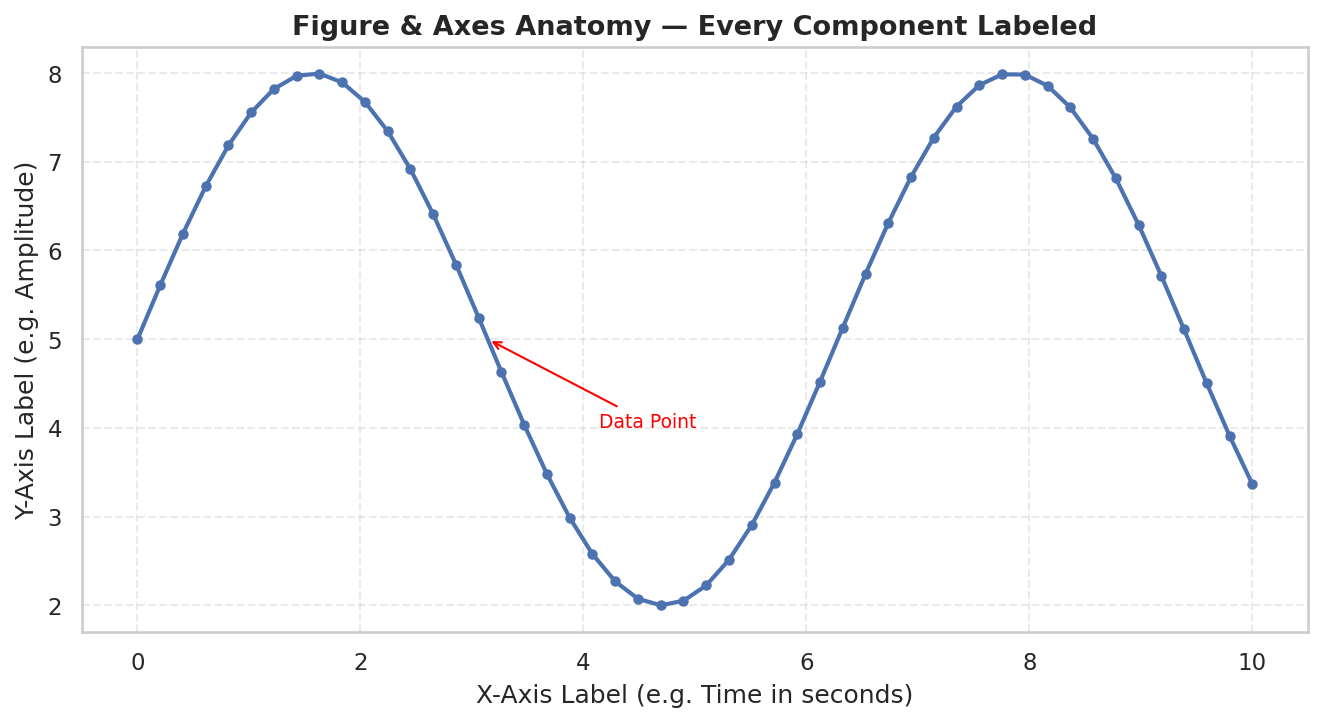 Figure & Axes Anatomy — Every Component Labeled
8
7
6
5
4
3
2
Y-Axis Label (e.g. Amplitude)
Data Point
0 2 4 6 8 10
X-Axis Label (e.g. Time in seconds)